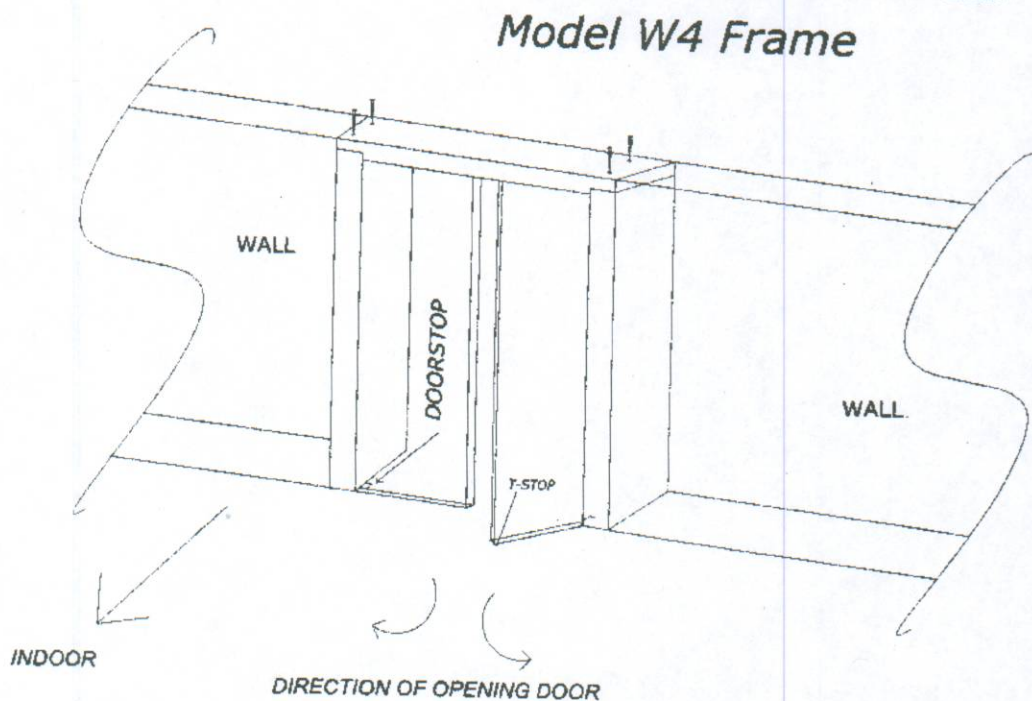 Model W4 Frame
WALL
DOORSTOP
WALL
T-STOP
INDOOR
DIRECTION OF OPENING DOOR